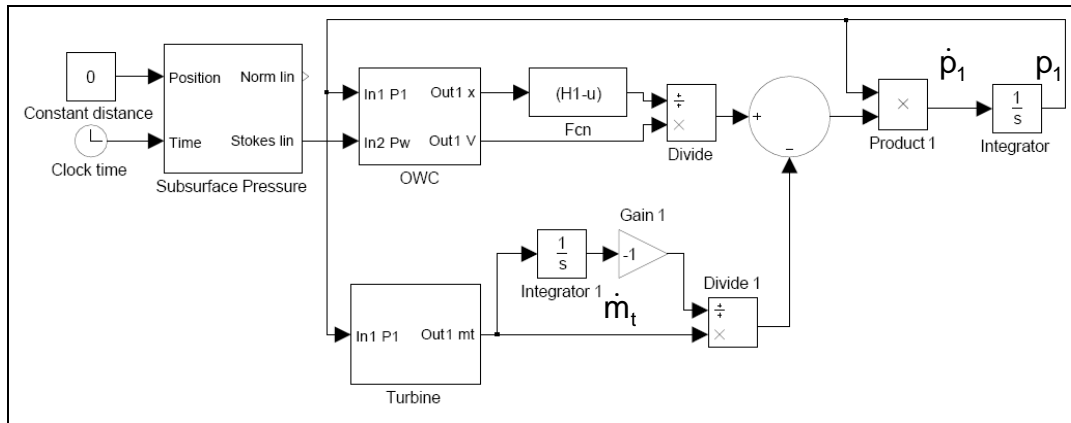 0
Constant distance
Clock time
Position
Norm lin
Time
Stokes lin
Subsurface Pressure
In1 P1
Out1 x
In2 Pw
Out1 V
OWC
(H1-u)
Fcn
÷
×
Divide
+
−
×
Product 1
ṗ₁
p₁
1
s
Integrator
In1 P1
Out1 mt
Turbine
1
s
Integrator 1
ṁₜ
Gain 1
-1
Divide 1
÷
×